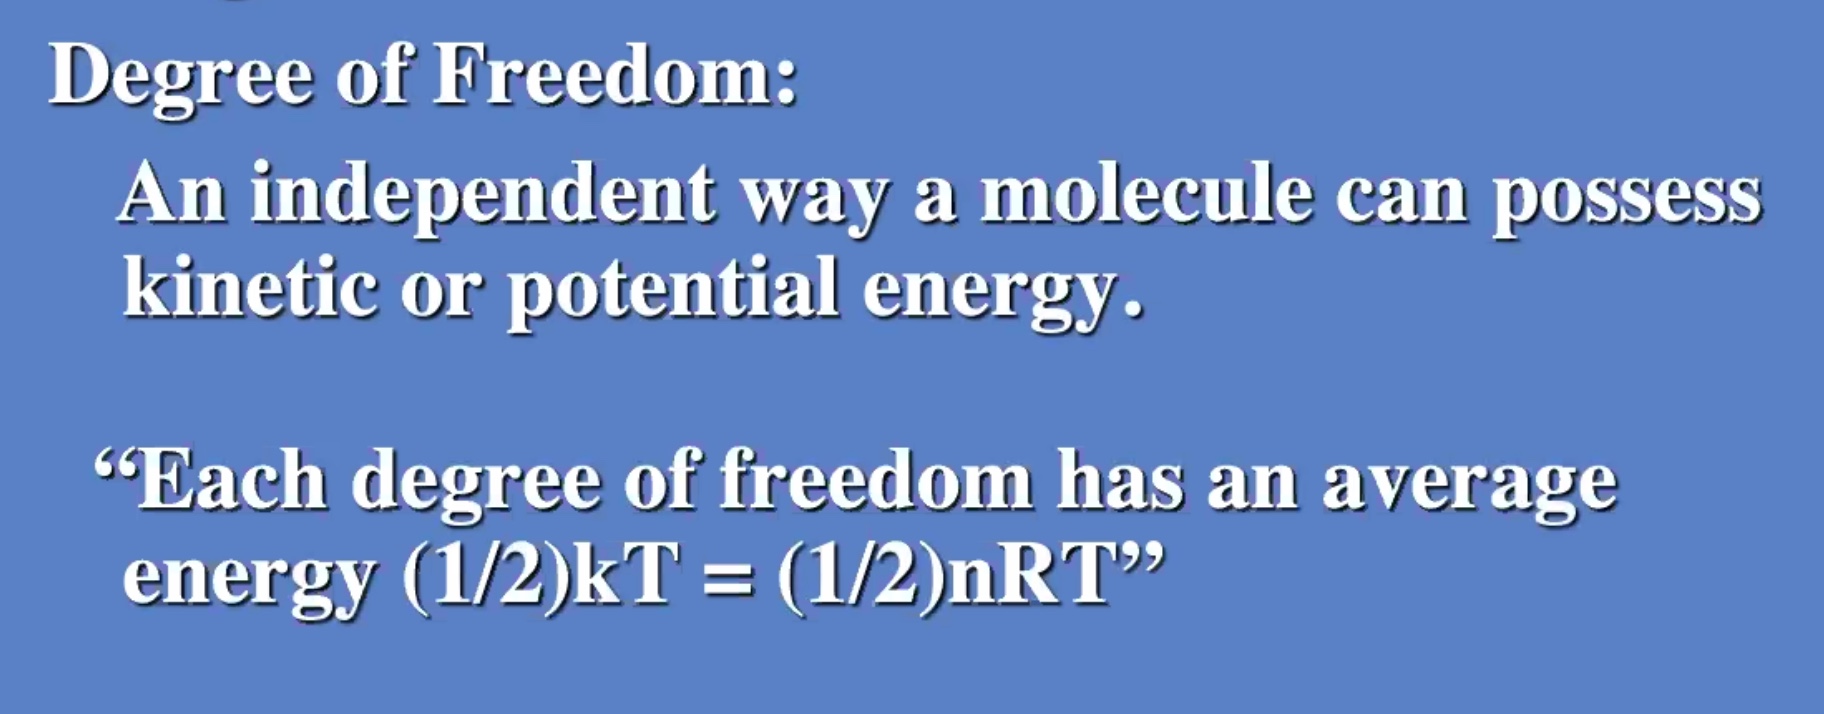 Degree of Freedom:
An independent way a molecule can possess
kinetic or potential energy.
“Each degree of freedom has an average
energy (1/2)kT = (1/2)nRT”